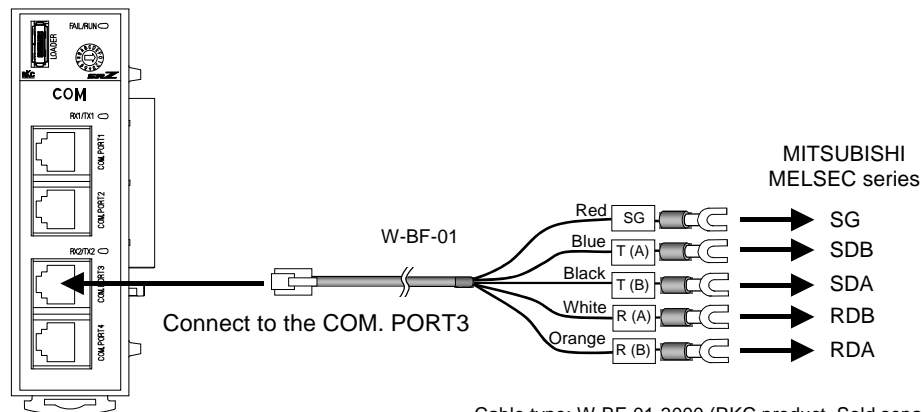 FAIL/RUN
LOADER
RKC
SRZ
COM
RX1/TX1
COM.PORT1
COM.PORT2
RX2/TX2
COM.PORT3
COM.PORT4
Connect to the COM. PORT3
W-BF-01
MITSUBISHI
MELSEC series
Red SG SG
Blue T (A) SDB
Black T (B) SDA
White R (A) RDB
Orange R (B) RDA